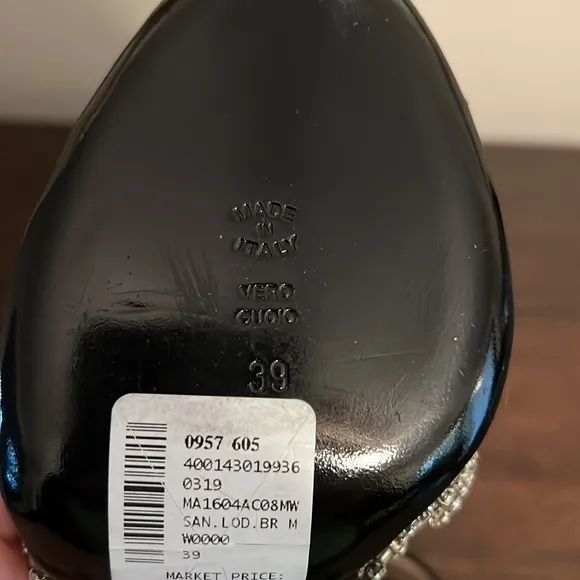 MADE
IN
ITALY
VERO
CUOIO
39
0957 605
400143019936
0319
MA1604AC08MW
SAN.LOD.BR M
W0000
39
MARKET PRICE: